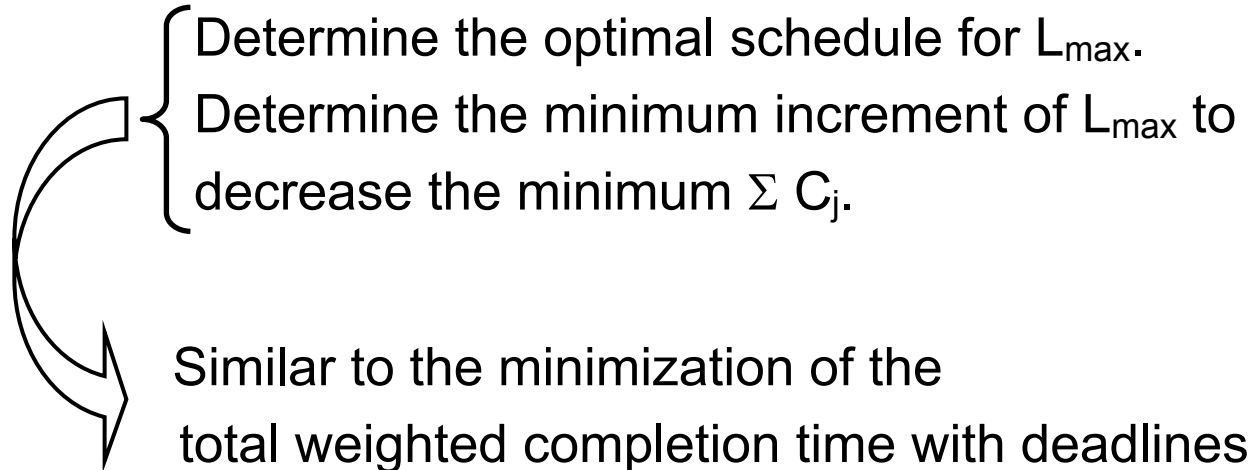 Determine the optimal schedule for Lmax.
Determine the minimum increment of Lmax to
decrease the minimum Σ Cj.
Similar to the minimization of the
total weighted completion time with deadlines